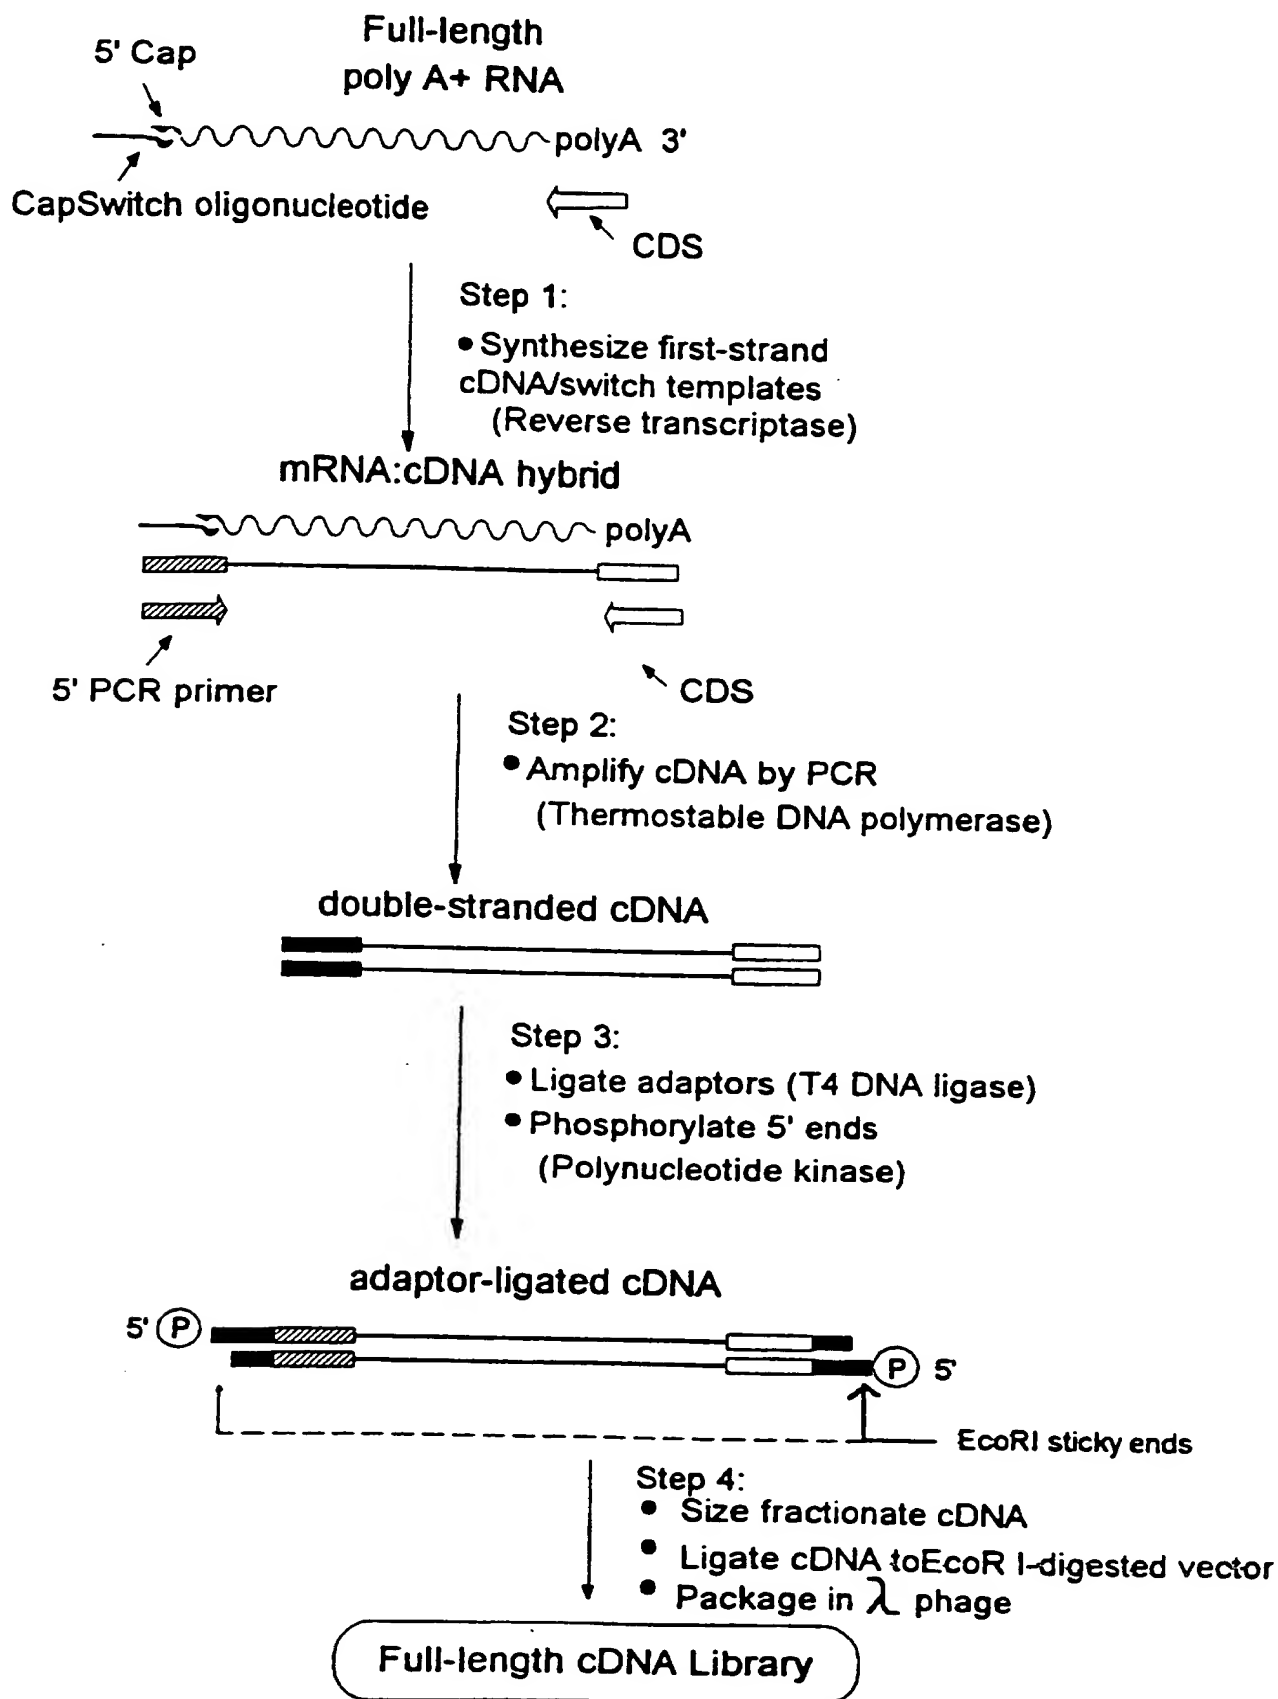 Full-length
poly A+ RNA
5' Cap
polyA 3'
CapSwitch oligonucleotide
CDS
Step 1:
• Synthesize first-strand
cDNA/switch templates
(Reverse transcriptase)
mRNA:cDNA hybrid
polyA
5' PCR primer
CDS
Step 2:
• Amplify cDNA by PCR
(Thermostable DNA polymerase)
double-stranded cDNA
Step 3:
• Ligate adaptors (T4 DNA ligase)
• Phosphorylate 5' ends
(Polynucleotide kinase)
adaptor-ligated cDNA
5' P
P 5'
EcoRI sticky ends
Step 4:
• Size fractionate cDNA
• Ligate cDNA toEcoR I-digested vector
• Package in λ phage
Full-length cDNA Library